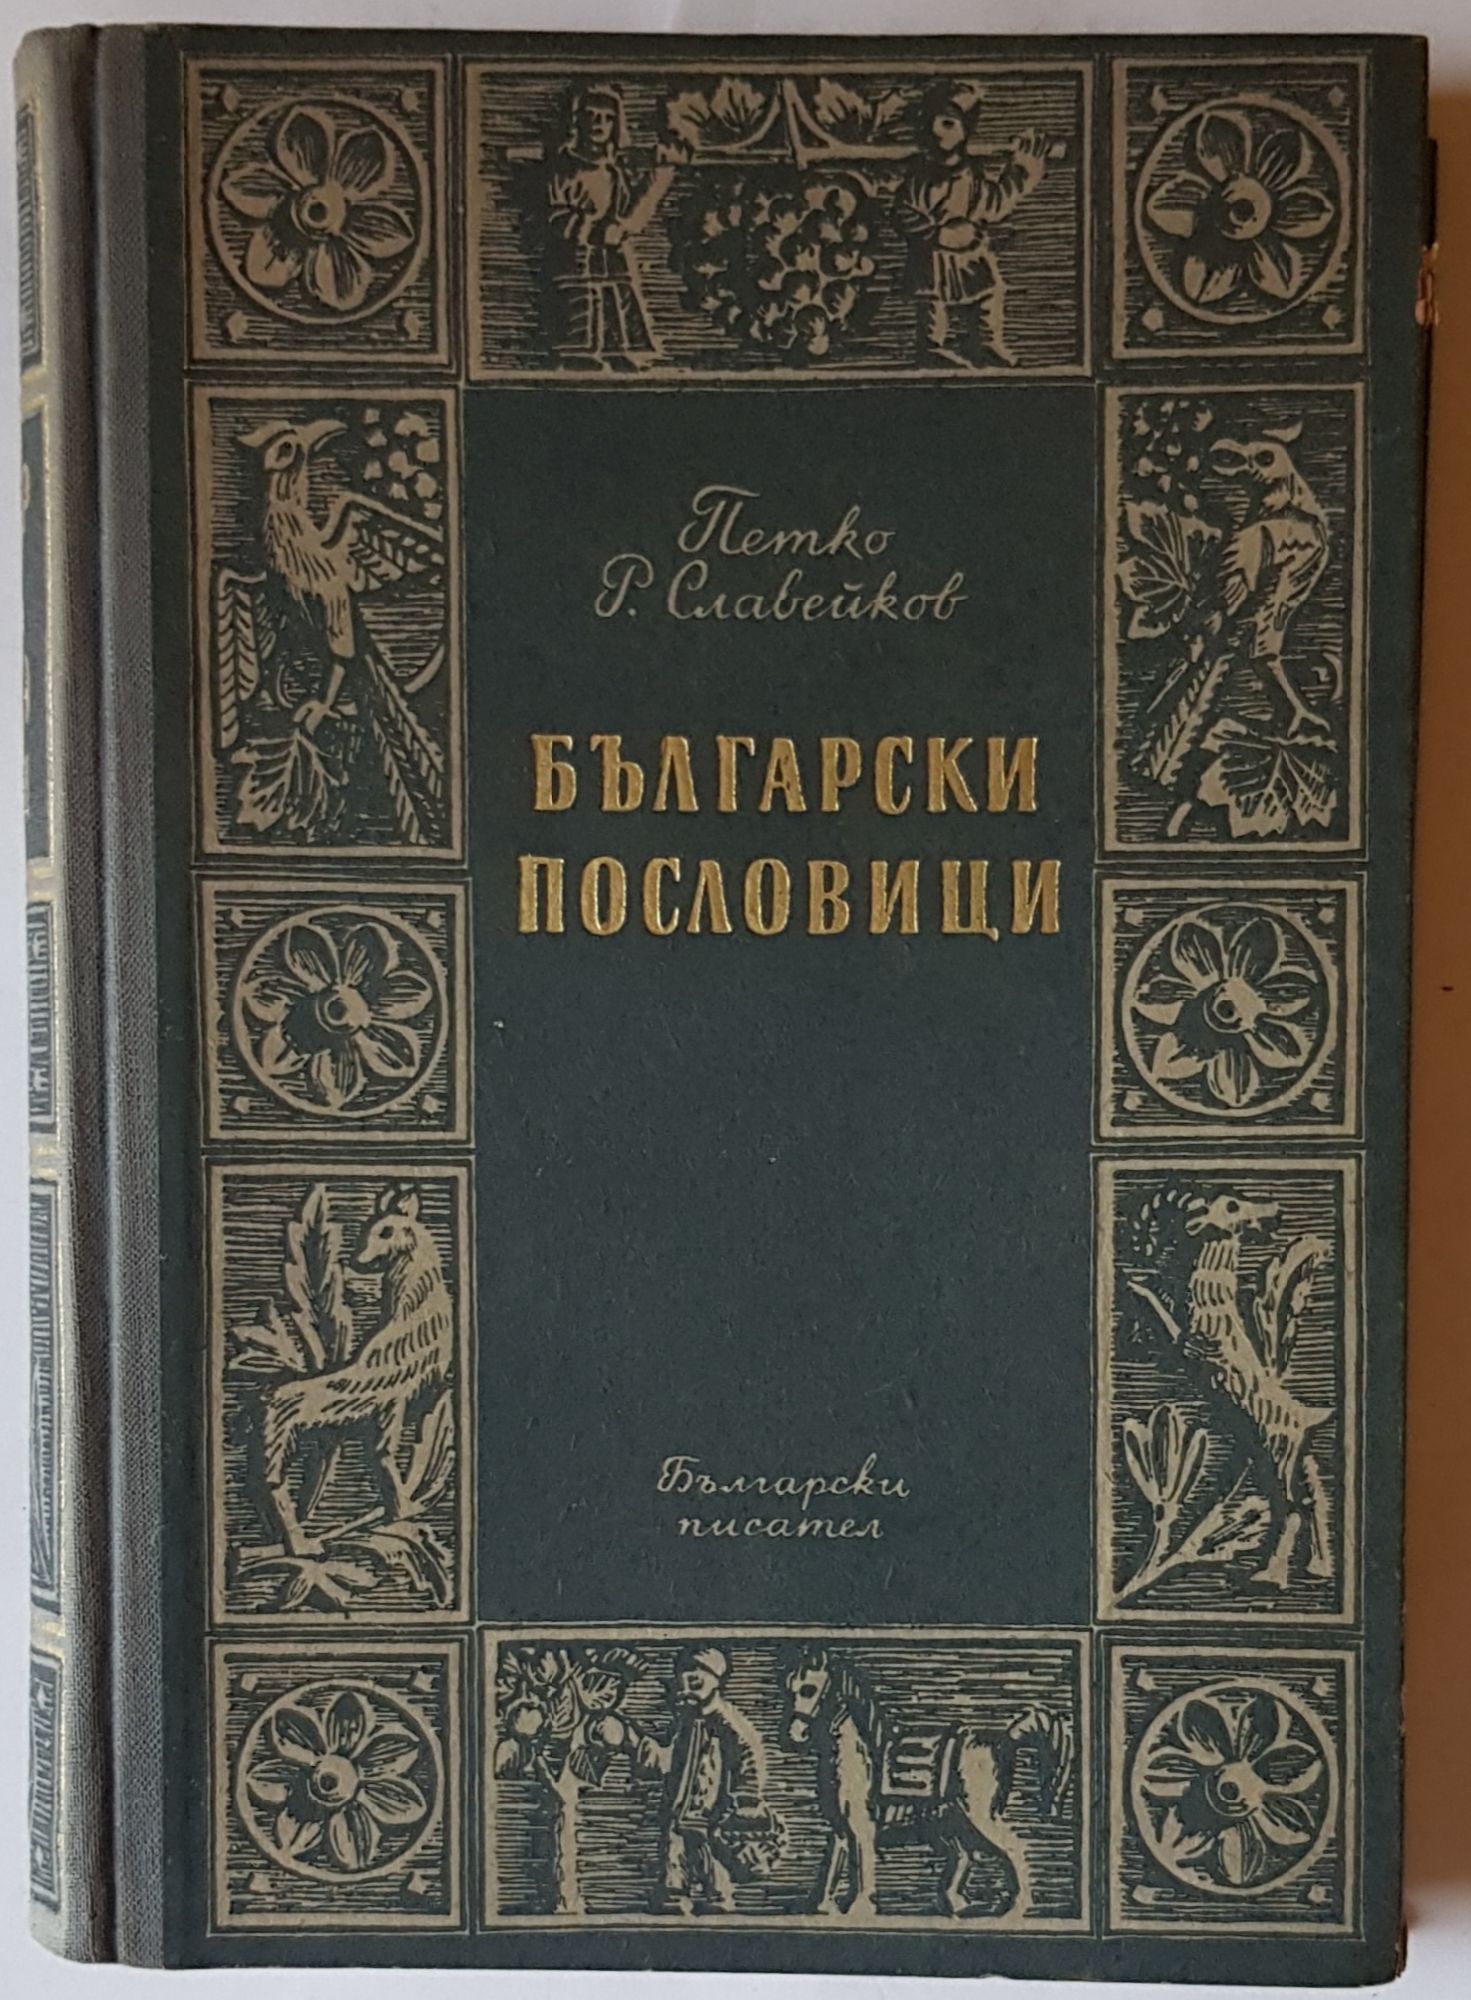 Петко
Р. Славейков
БЪЛГАРСКИ
ПОСЛОВИЦИ
Български
писател